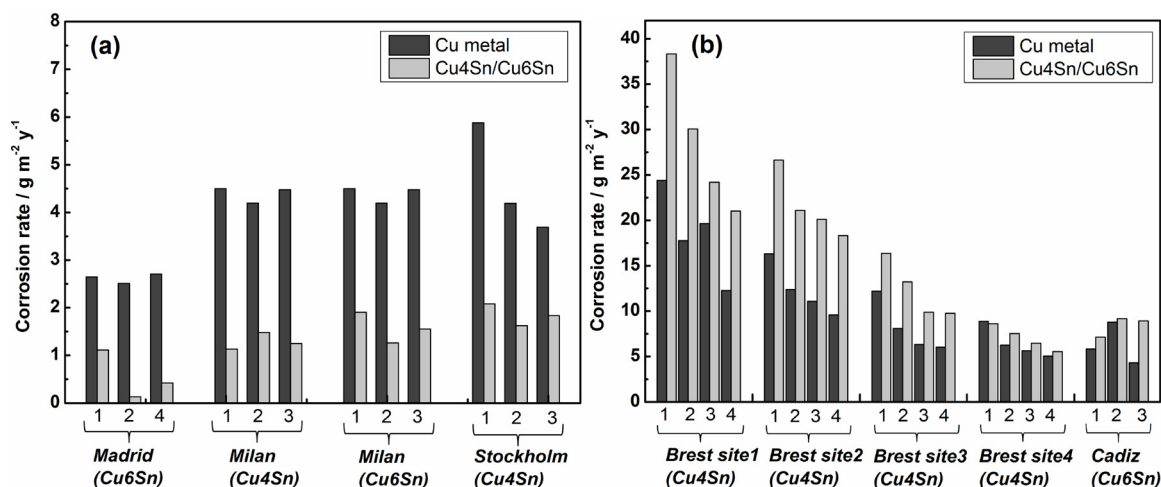 (a)
Cu metal
Cu4Sn/Cu6Sn
Corrosion rate / g m⁻² y⁻¹
8
7
6
5
4
3
2
1
0
1 2 4 1 2 3 1 2 3 1 2 3
Madrid Milan Milan Stockholm
(Cu6Sn) (Cu4Sn) (Cu6Sn) (Cu4Sn)
(b)
Cu metal
Cu4Sn/Cu6Sn
Corrosion rate / g m⁻² y⁻¹
40
35
30
25
20
15
10
5
0
1 2 3 4 1 2 3 4 1 2 3 4 1 2 3 4 1 2 3
Brest site1 Brest site2 Brest site3 Brest site4 Cadiz
(Cu4Sn) (Cu4Sn) (Cu4Sn) (Cu4Sn) (Cu6Sn)